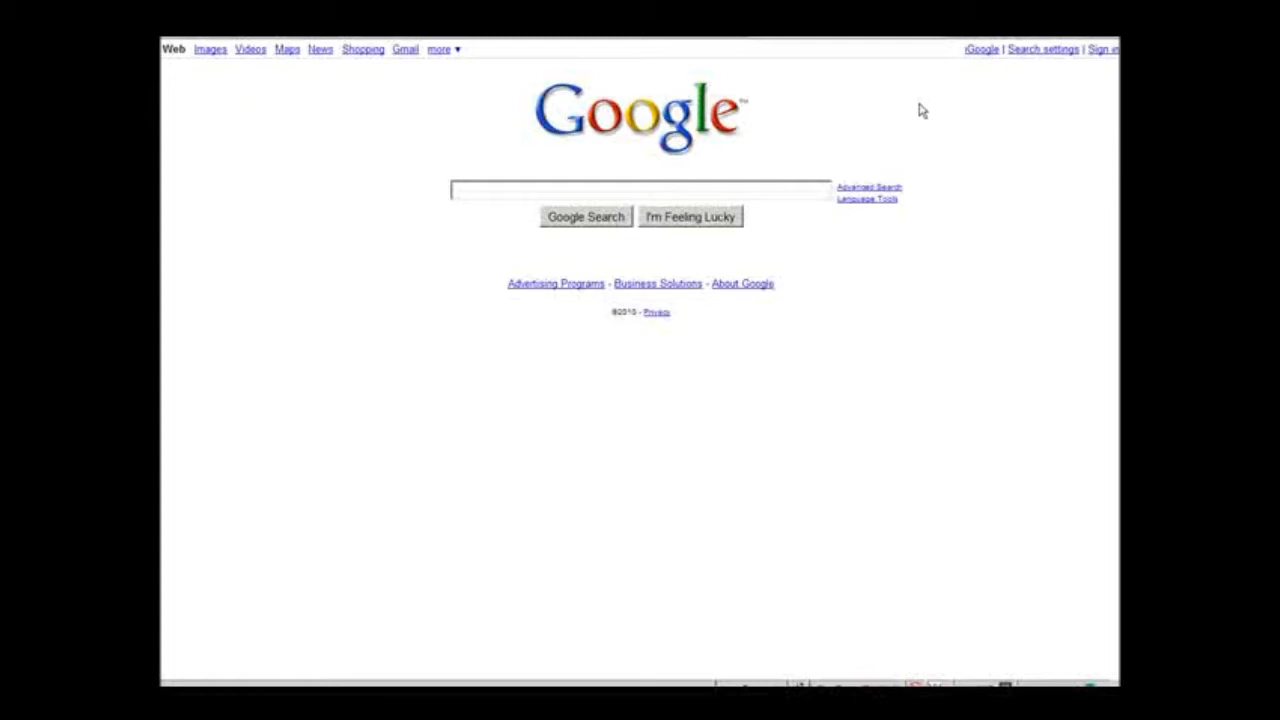 Web Images Videos Maps News Shopping Gmail more ▼ iGoogle | Search settings | Sign in
Google™
Advanced Search
Language Tools
Google Search I'm Feeling Lucky
Advertising Programs - Business Solutions - About Google
©2010 - Privacy